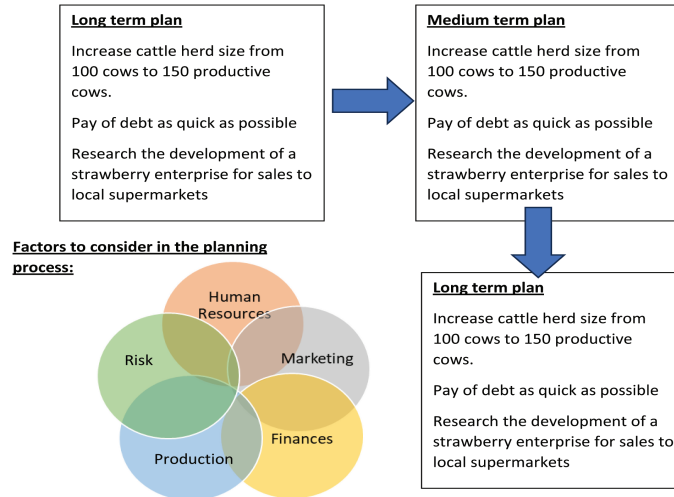 Long term plan
Increase cattle herd size from
100 cows to 150 productive
cows.
Pay of debt as quick as possible
Research the development of a
strawberry enterprise for sales to
local supermarkets
Medium term plan
Increase cattle herd size from
100 cows to 150 productive
cows.
Pay of debt as quick as possible
Research the development of a
strawberry enterprise for sales to
local supermarkets
Long term plan
Increase cattle herd size from
100 cows to 150 productive
cows.
Pay of debt as quick as possible
Research the development of a
strawberry enterprise for sales to
local supermarkets
Factors to consider in the planning
process:
Human
Resources
Risk
Marketing
Production
Finances